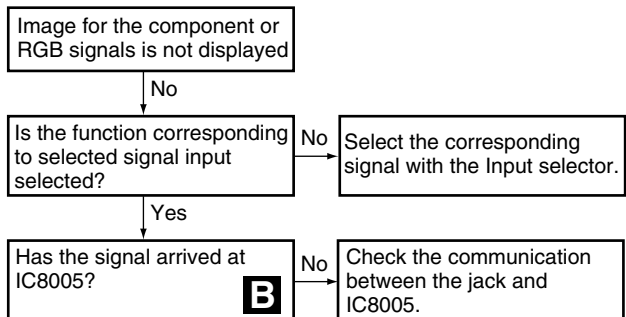 Image for the component or
RGB signals is not displayed
No
Is the function corresponding
to selected signal input
selected?
No
Select the corresponding
signal with the Input selector.
Yes
Has the signal arrived at
IC8005?
B
No
Check the communication
between the jack and
IC8005.